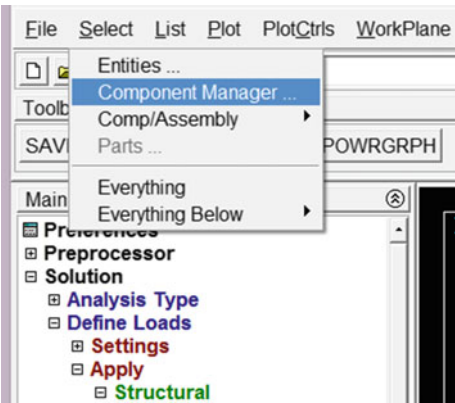 File Select List Plot PlotCtrls WorkPlane
Entities ...
Component Manager ...
Toolb
Comp/Assembly
SAV Parts ... POWRGRPH
Everything
Main
Everything Below
Preferences
Preprocessor
Solution
Analysis Type
Define Loads
Settings
Apply
Structural